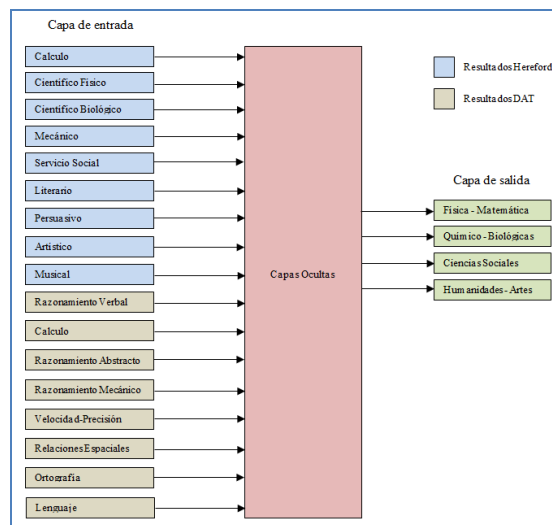 Capa de entrada
Calculo
Científico Físico
Científico Biológico
Mecánico
Servicio Social
Literario
Persuasivo
Artístico
Musical
Razonamiento Verbal
Calculo
Razonamiento Abstracto
Razonamiento Mecánico
Velocidad-Precisión
Relaciones Espaciales
Ortografía
Lenguaje
Capas Ocultas
Resultados Hereford
Resultados DAT
Capa de salida
Física - Matemática
Químico - Biológicas
Ciencias Sociales
Humanidades - Artes